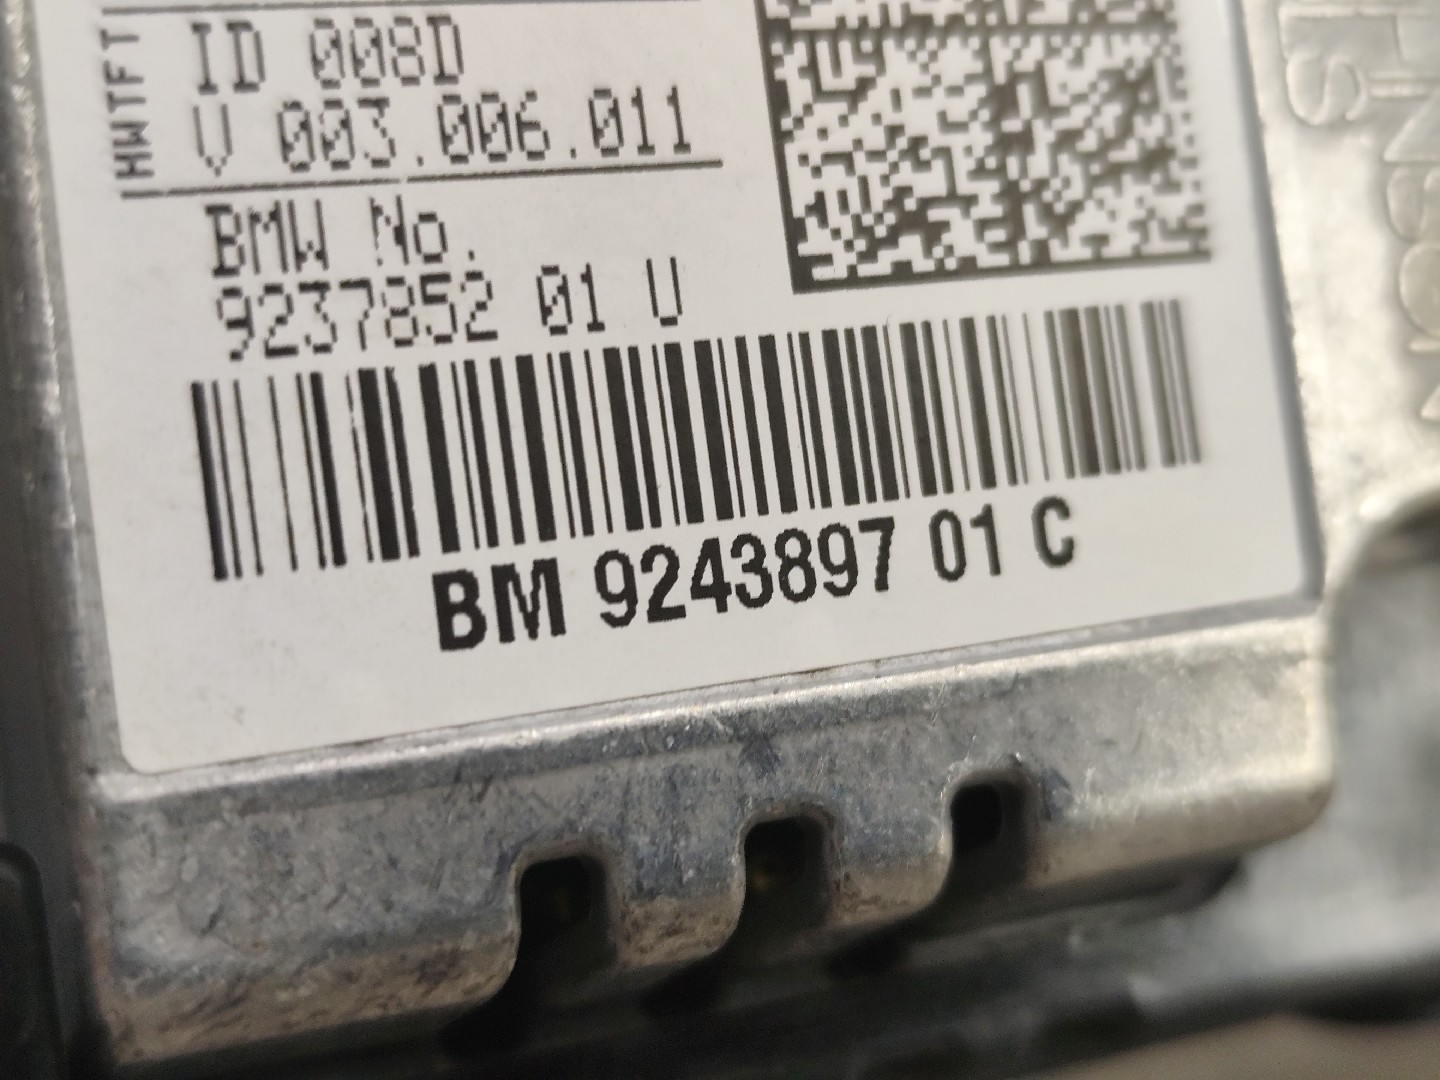 HWTFT
ID 008D
V 003.006.011
BMW No.
9237852 01 U
BM 9243897 01 C